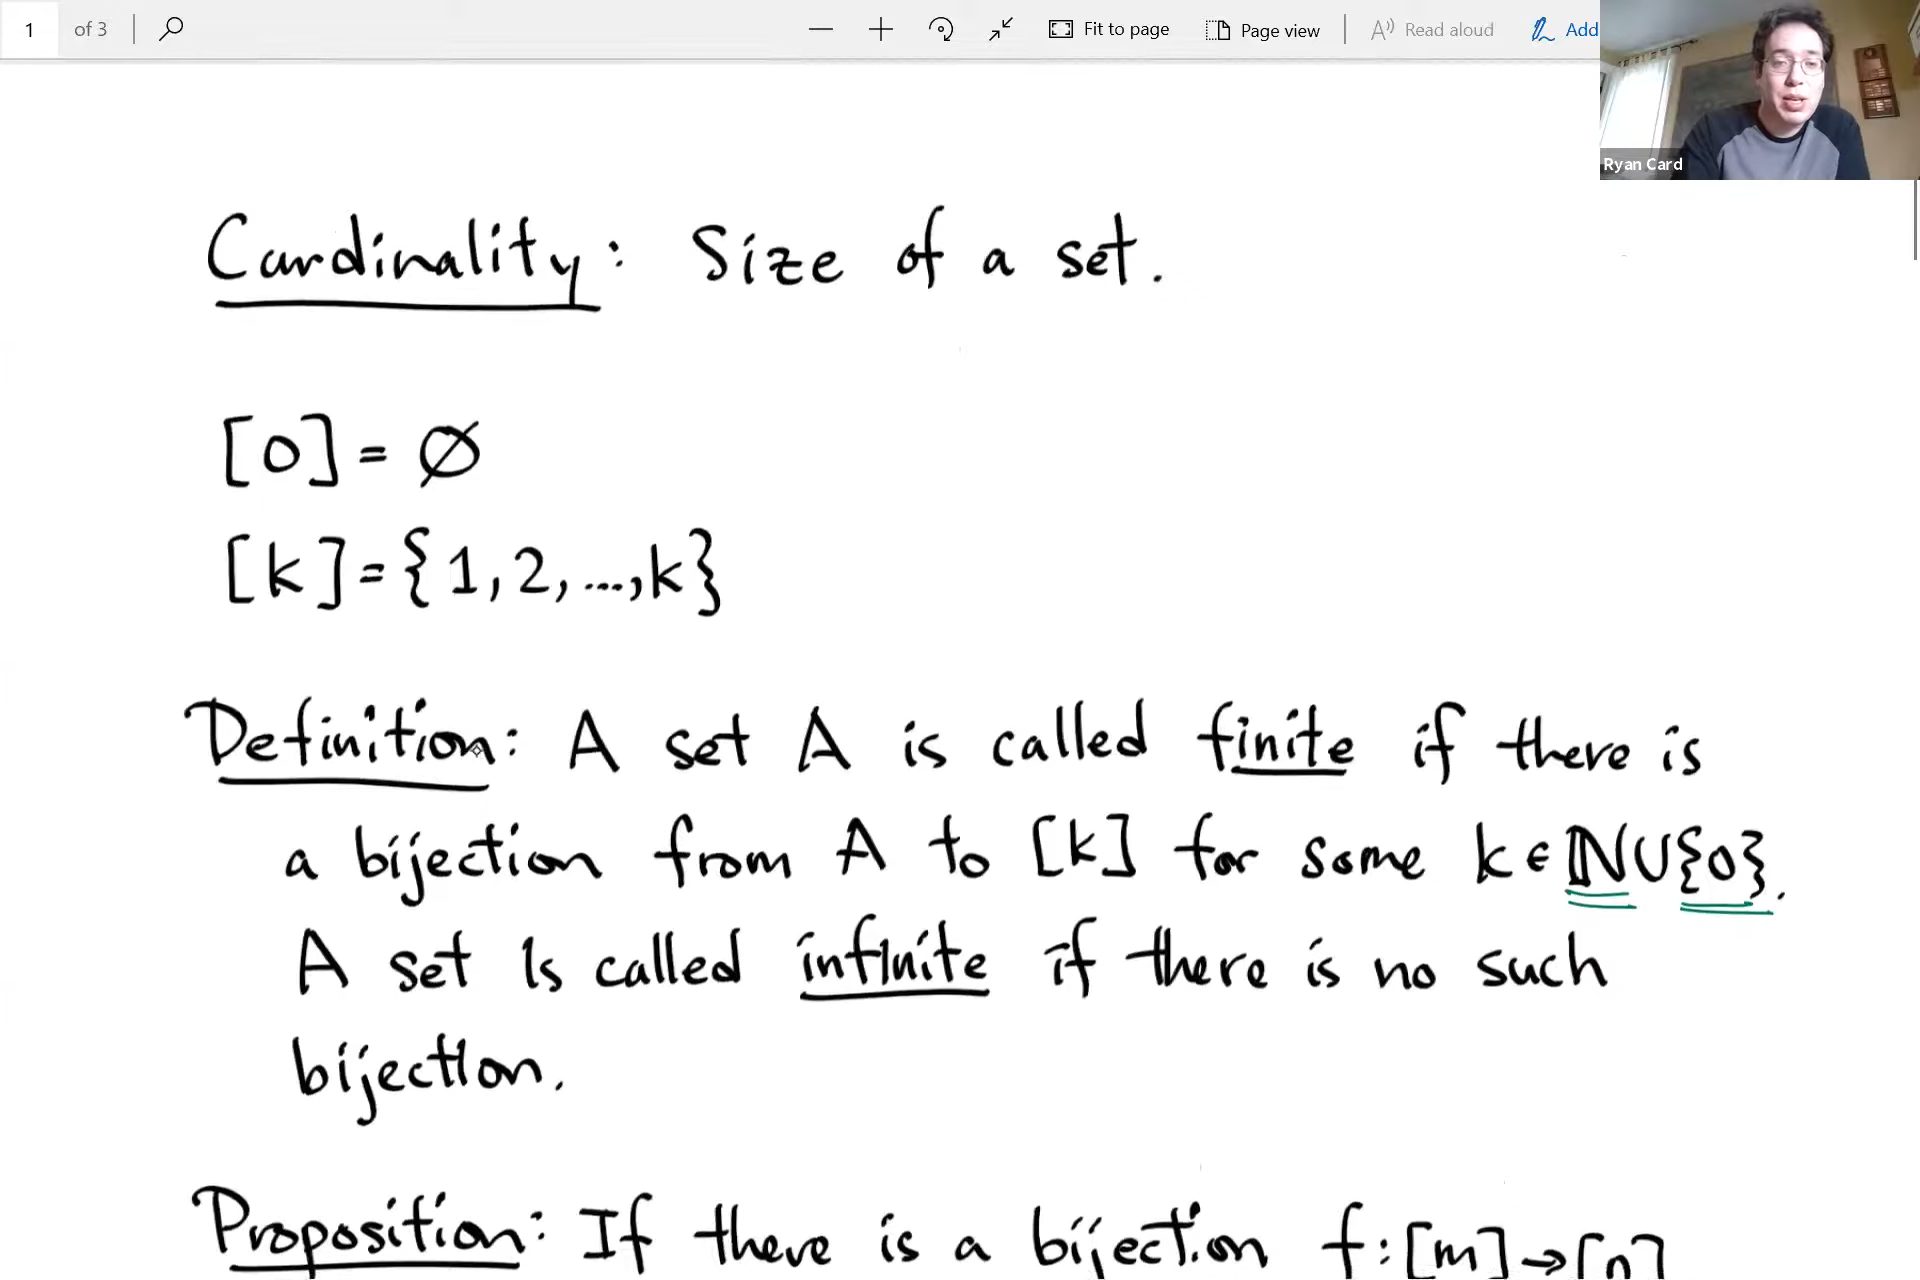 1 of 3 Fit to page Page view Read aloud Add
Ryan Card
Cardinality: Size of a set.
[0]= ∅
[k]={1,2,...,k}
Definition: A set A is called finite if there is
a bijection from A to [k] for some k∈ℕ∪{0}.
A set is called infinite if there is no such
bijection.
Proposition: If there is a bijection f:[m]→[n]